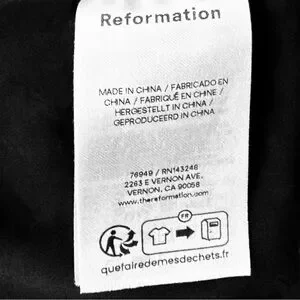 Reformation
MADE IN CHINA / FABRICADO EN
CHINA / FABRIQUÉ EN CHINE /
HERGESTELLT IN CHINA /
GEPRODUCEERD IN CHINA
76949 / RN143246
2263 E VERNON AVE.
VERNON, CA 90058
www.thereformation.com
FR
quefairedemesdechets.fr